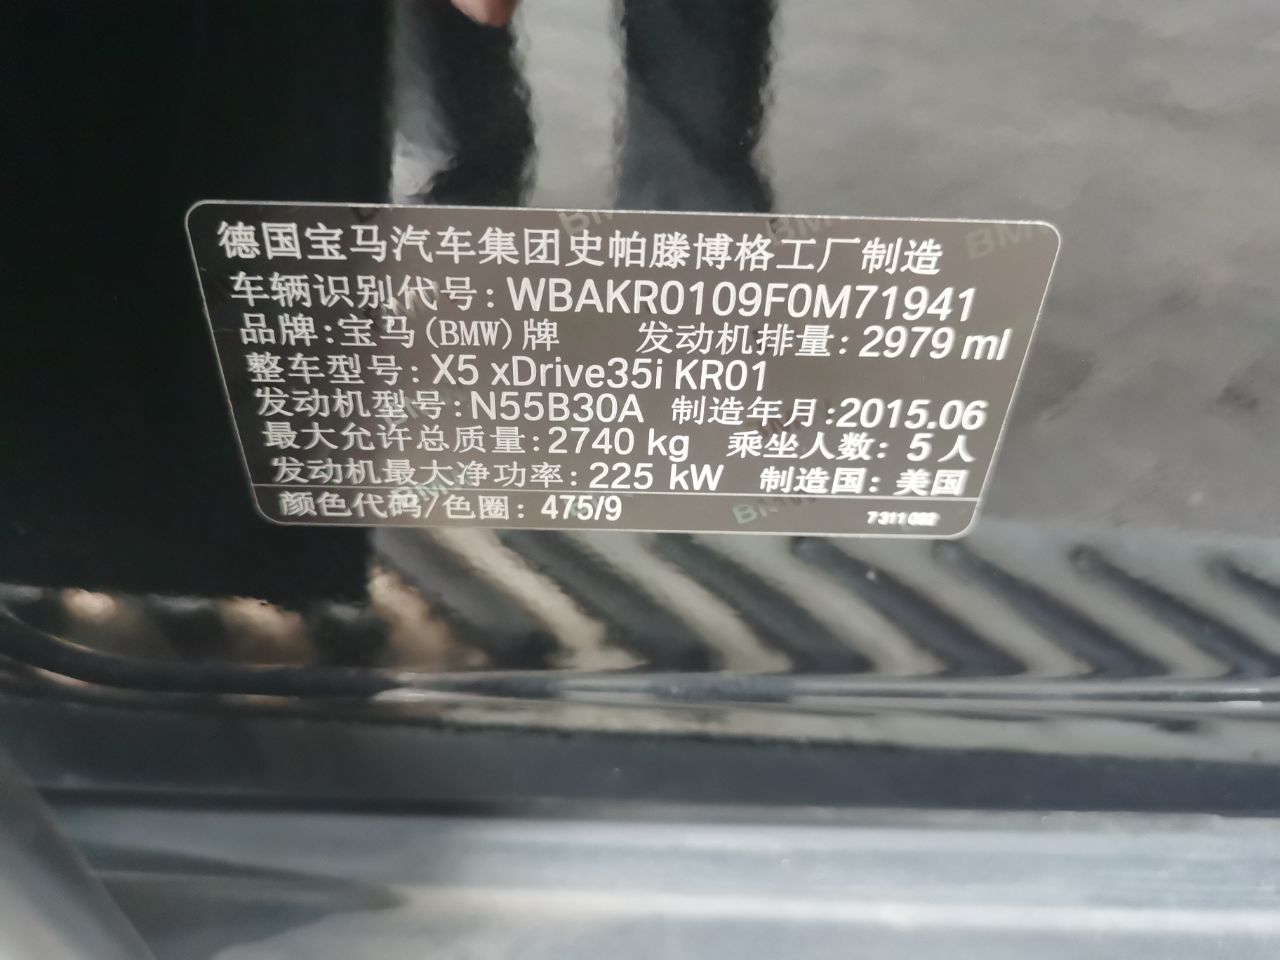 德国宝马汽车集团史帕滕博格工厂制造
车辆识别代号: WBAKR0109F0M71941
品牌: 宝马(BMW)牌 发动机排量: 2979 ml
整车型号: X5 xDrive35i KR01
发动机型号: N55B30A 制造年月: 2015.06
最大允许总质量: 2740 kg 乘坐人数: 5人
发动机最大净功率: 225 kW 制造国: 美国
颜色代码/色圈: 475/9